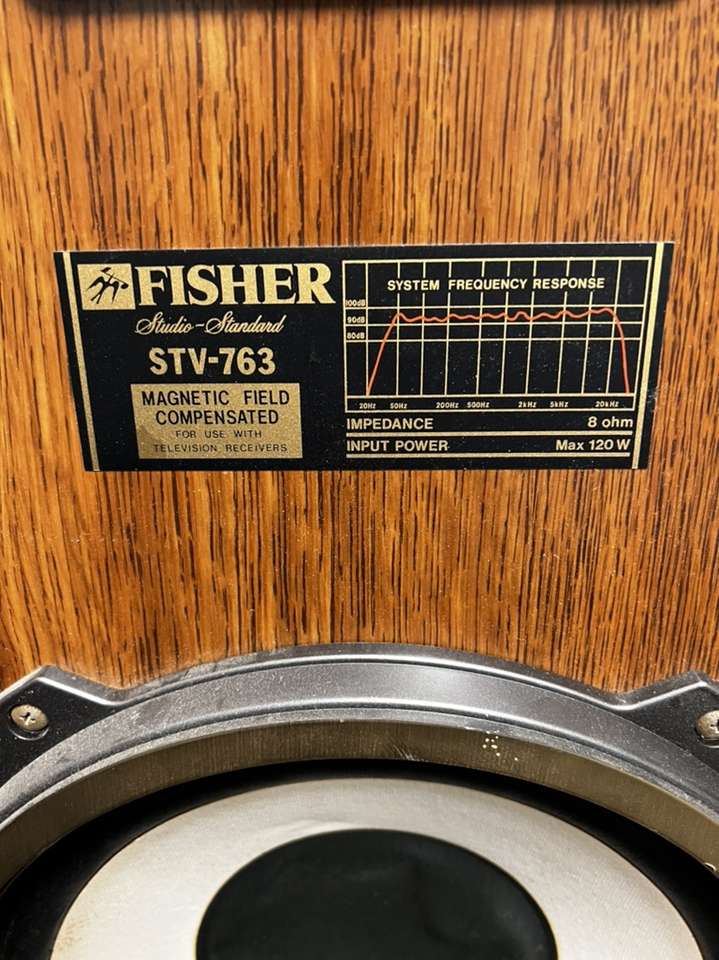 FISHER
Studio-Standard
STV-763
MAGNETIC FIELD
COMPENSATED
FOR USE WITH
TELEVISION RECEIVERS
SYSTEM FREQUENCY RESPONSE
100dB
90dB
80dB
20Hz 50Hz 200Hz 500Hz 2kHz 5kHz 20kHz
IMPEDANCE 8 ohm
INPUT POWER Max 120 W